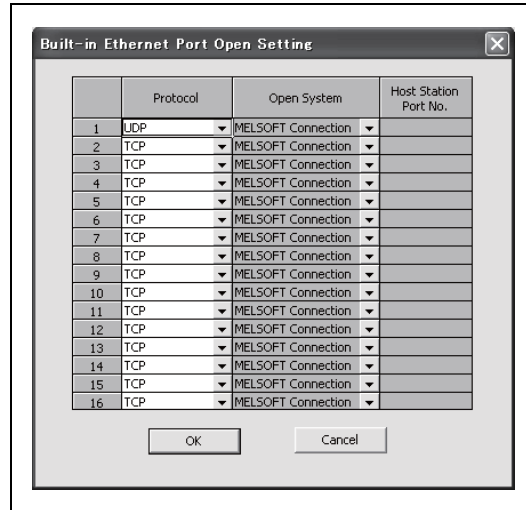 Built-in Ethernet Port Open Setting
Protocol Open System Host Station Port No.
1 UDP MELSOFT Connection
2 TCP MELSOFT Connection
3 TCP MELSOFT Connection
4 TCP MELSOFT Connection
5 TCP MELSOFT Connection
6 TCP MELSOFT Connection
7 TCP MELSOFT Connection
8 TCP MELSOFT Connection
9 TCP MELSOFT Connection
10 TCP MELSOFT Connection
11 TCP MELSOFT Connection
12 TCP MELSOFT Connection
13 TCP MELSOFT Connection
14 TCP MELSOFT Connection
15 TCP MELSOFT Connection
16 TCP MELSOFT Connection
OK Cancel